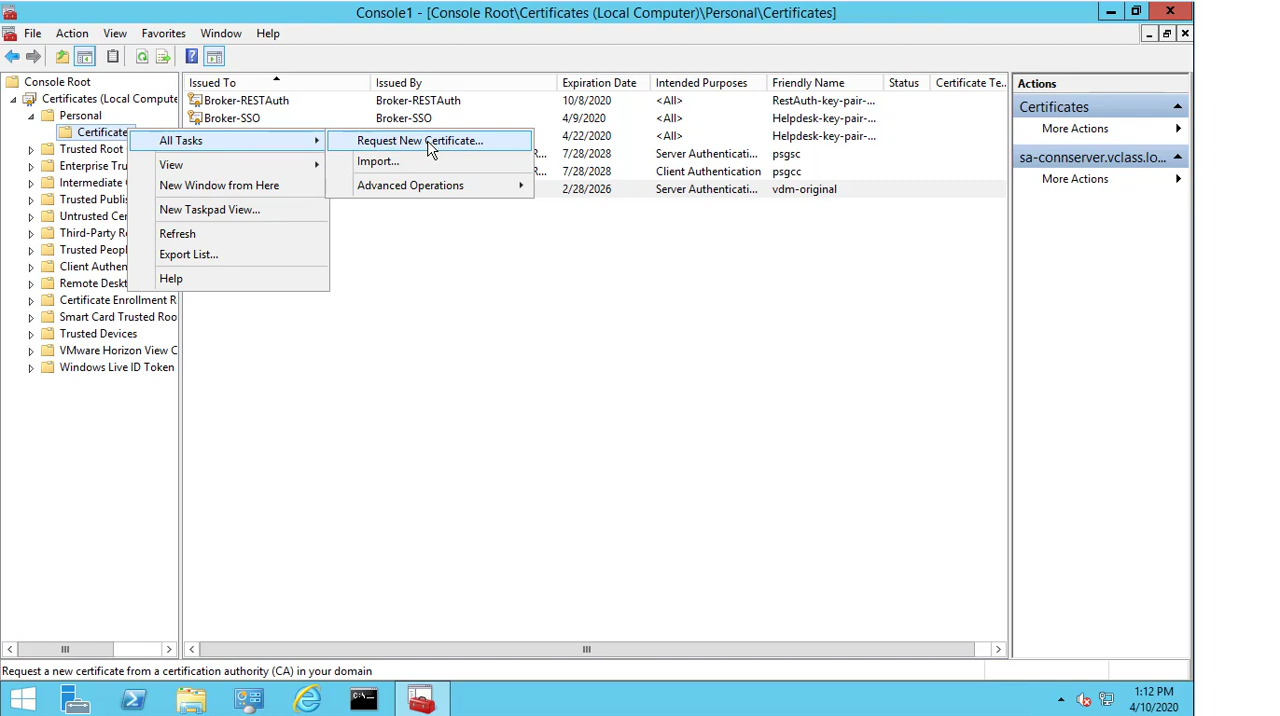 Console1 - [Console Root\Certificates (Local Computer)\Personal\Certificates]
File Action View Favorites Window Help
Console Root
Certificates (Local Compute
Personal
Certificate
Trusted Root
Enterprise Tru
Intermediate
Trusted Publis
Untrusted Cer
Third-Party R
Trusted Peopl
Client Authen
Remote Deskt
Certificate Enrollment R
Smart Card Trusted Roo
Trusted Devices
VMware Horizon View C
Windows Live ID Token
Issued To Issued By Expiration Date Intended Purposes Friendly Name Status Certificate Te...
Broker-RESTAuth Broker-RESTAuth 10/8/2020 <All> RestAuth-key-pair-...
Broker-SSO Broker-SSO 4/9/2020 <All> Helpdesk-key-pair-...
4/22/2020 <All> Helpdesk-key-pair-...
R... 7/28/2028 Server Authenticati... psgsc
R... 7/28/2028 Client Authentication psgcc
2/28/2026 Server Authenticati... vdm-original
All Tasks
View
New Window from Here
New Taskpad View...
Refresh
Export List...
Help
Request New Certificate...
Import...
Advanced Operations
Actions
Certificates
More Actions
sa-connserver.vclass.lo...
More Actions
Request a new certificate from a certification authority (CA) in your domain
1:12 PM
4/10/2020